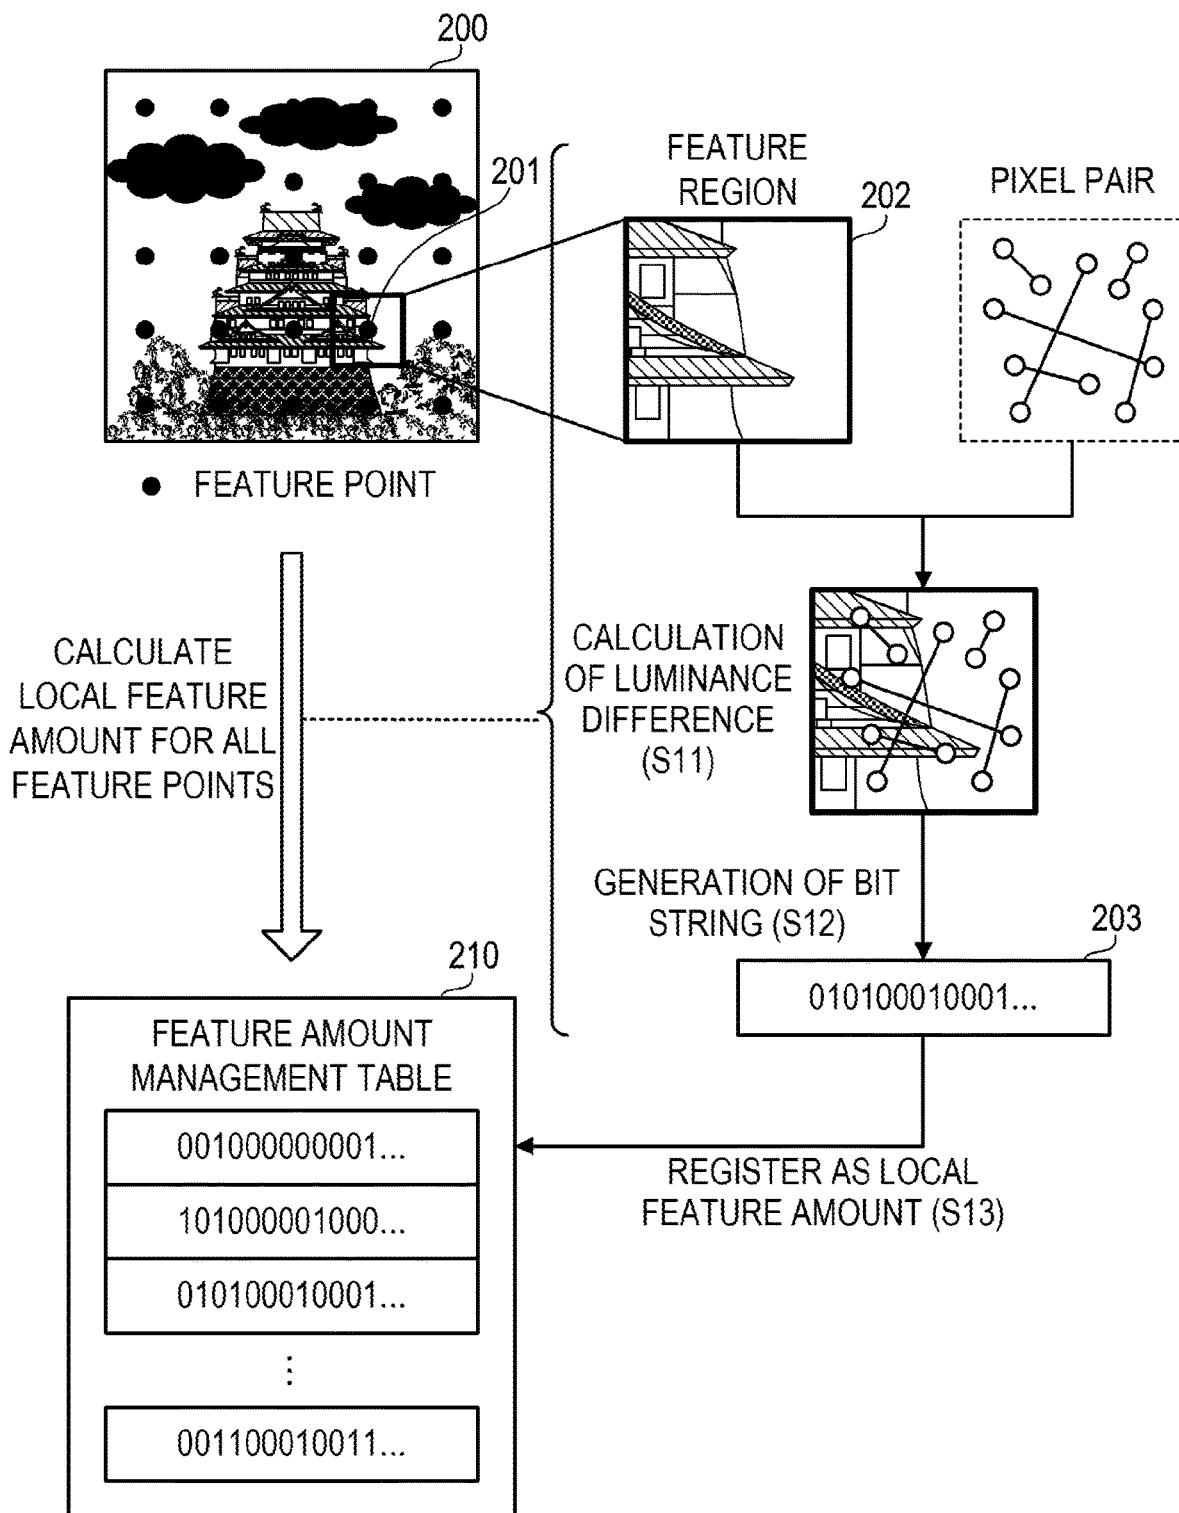 200
201
FEATURE POINT
FEATURE
REGION
202
PIXEL PAIR
CALCULATE
LOCAL FEATURE
AMOUNT FOR ALL
FEATURE POINTS
CALCULATION
OF LUMINANCE
DIFFERENCE
(S11)
GENERATION OF BIT
STRING (S12)
203
010100010001...
REGISTER AS LOCAL
FEATURE AMOUNT (S13)
210
FEATURE AMOUNT
MANAGEMENT TABLE
001000000001...
101000001000...
010100010001...
⋮
001100010011...